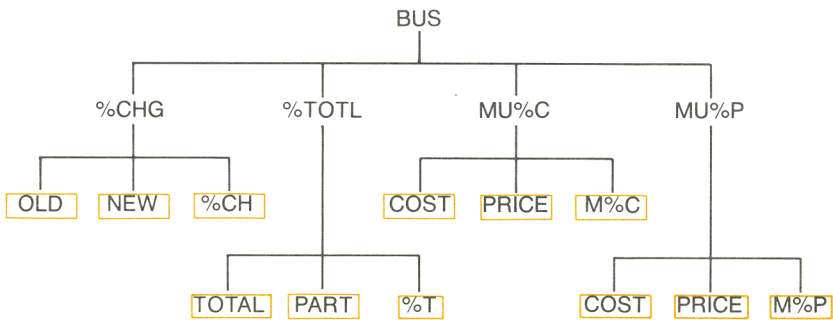 BUS
%CHG %TOTL MU%C MU%P
OLD NEW %CH COST PRICE M%C
TOTAL PART %T COST PRICE M%P